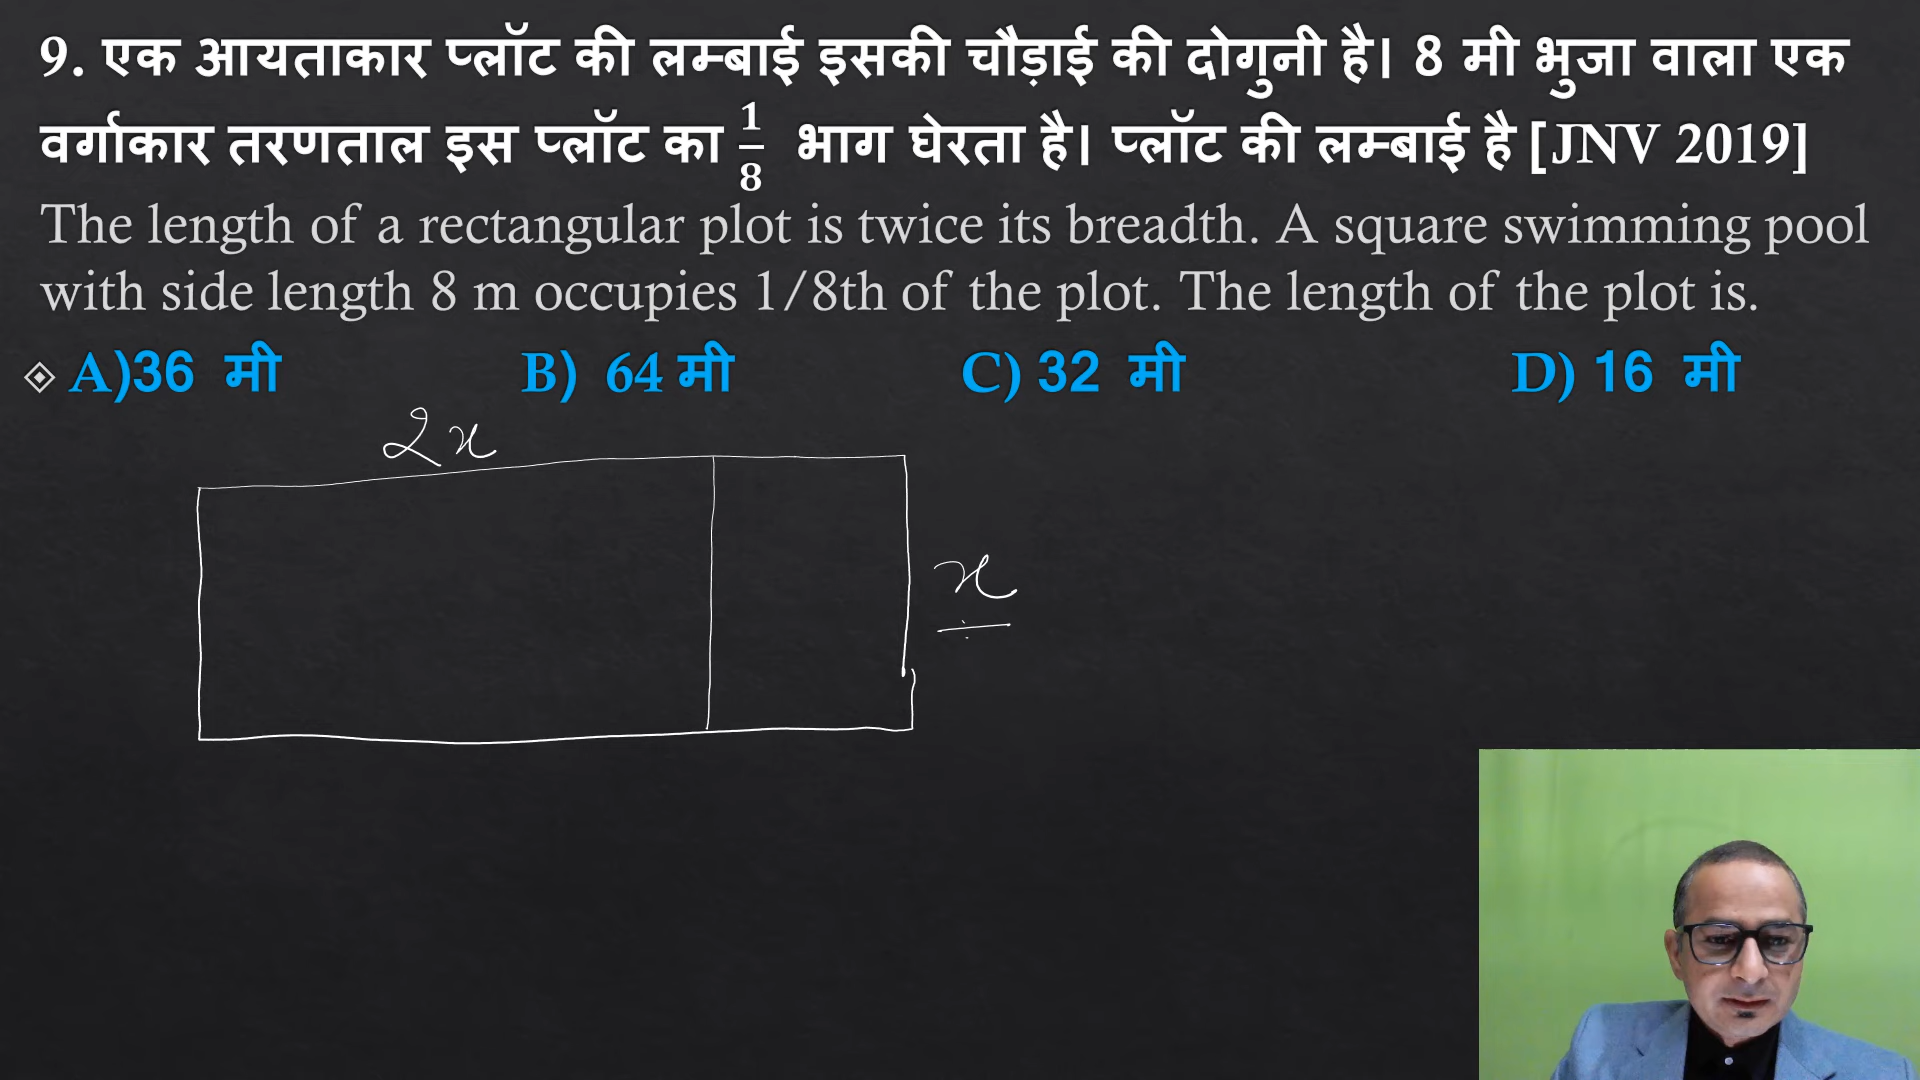 9. एक आयताकार प्लॉट की लम्बाई इसकी चौड़ाई की दोगुनी है। 8 मी भुजा वाला एक
वर्गाकार तरणताल इस प्लॉट का 1/8 भाग घेरता है। प्लॉट की लम्बाई है [JNV 2019]
The length of a rectangular plot is twice its breadth. A square swimming pool
with side length 8 m occupies 1/8th of the plot. The length of the plot is.
A)36 मी B) 64 मी C) 32 मी D) 16 मी
2x
x